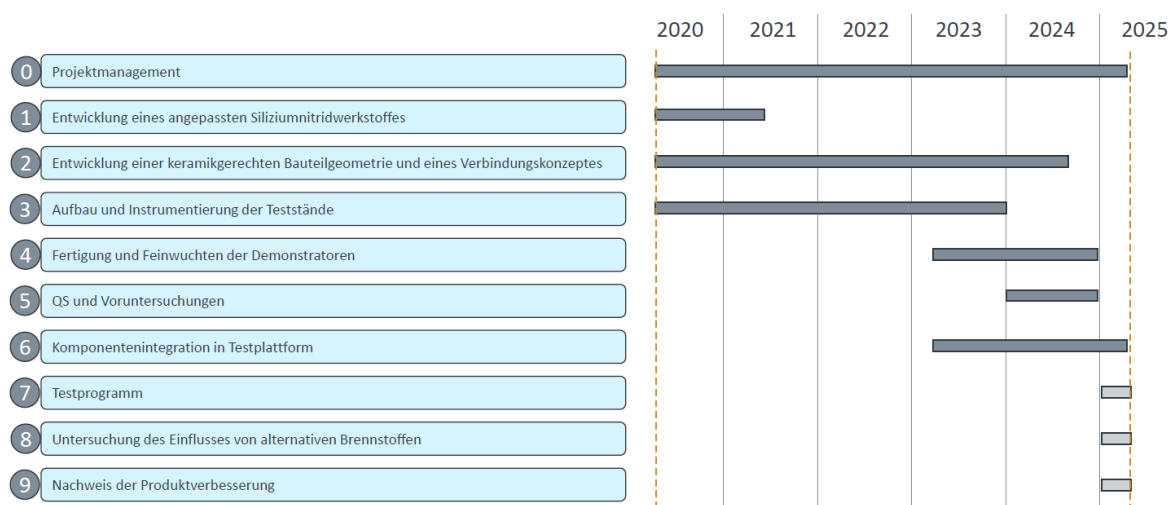 2020 2021 2022 2023 2024 2025
0 Projektmanagement
1 Entwicklung eines angepassten Siliziumnitridwerkstoffes
2 Entwicklung einer keramikgerechten Bauteilgeometrie und eines Verbindungskonzeptes
3 Aufbau und Instrumentierung der Teststände
4 Fertigung und Feinwuchten der Demonstratoren
5 QS und Voruntersuchungen
6 Komponentenintegration in Testplattform
7 Testprogramm
8 Untersuchung des Einflusses von alternativen Brennstoffen
9 Nachweis der Produktverbesserung